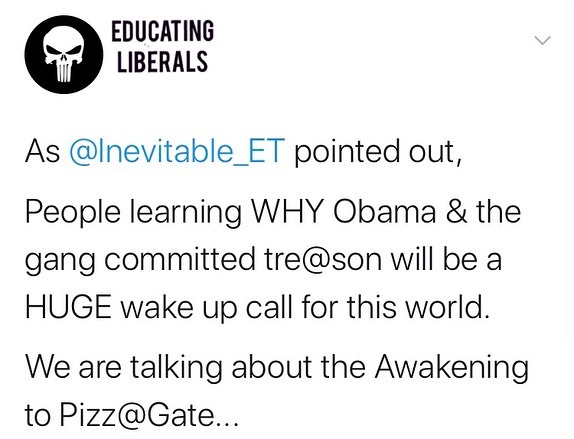 EDUCATING
LIBERALS
As @Inevitable_ET pointed out,
People learning WHY Obama & the
gang committed tre@son will be a
HUGE wake up call for this world.
We are talking about the Awakening
to Pizz@Gate...